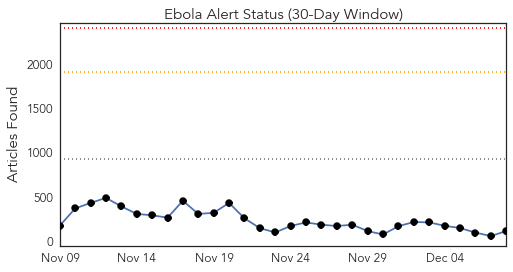 Ebola Alert Status (30-Day Window)
Articles Found
2000
1500
1000
500
0
Nov 09 Nov 14 Nov 19 Nov 24 Nov 29 Dec 04